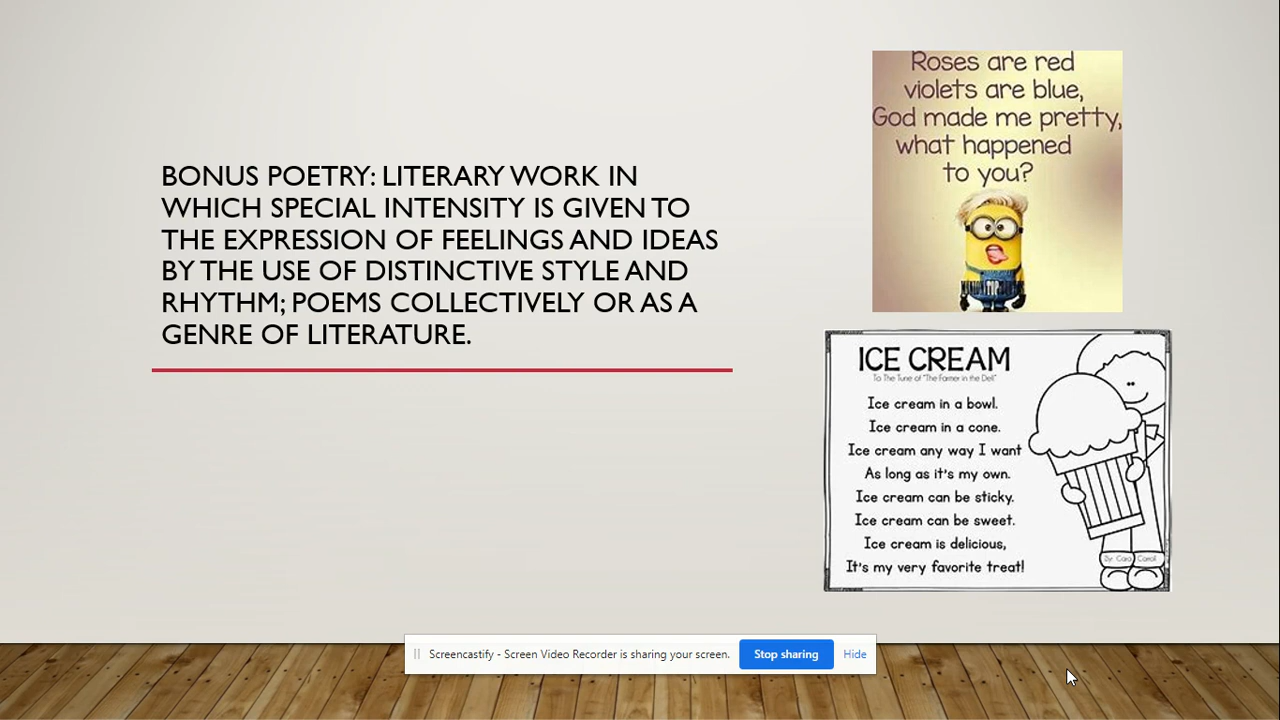 BONUS POETRY: LITERARY WORK IN
WHICH SPECIAL INTENSITY IS GIVEN TO
THE EXPRESSION OF FEELINGS AND IDEAS
BY THE USE OF DISTINCTIVE STYLE AND
RHYTHM; POEMS COLLECTIVELY OR AS A
GENRE OF LITERATURE.
Roses are red
violets are blue,
God made me pretty,
what happened
to you?
ICE CREAM
To The Tune of "The Farmer in the Dell"
Ice cream in a bowl.
Ice cream in a cone.
Ice cream any way I want
As long as it's my own.
Ice cream can be sticky.
Ice cream can be sweet.
Ice cream is delicious,
It's my very favorite treat!
By: Cara Carroll
Screencastify - Screen Video Recorder is sharing your screen.
Stop sharing
Hide